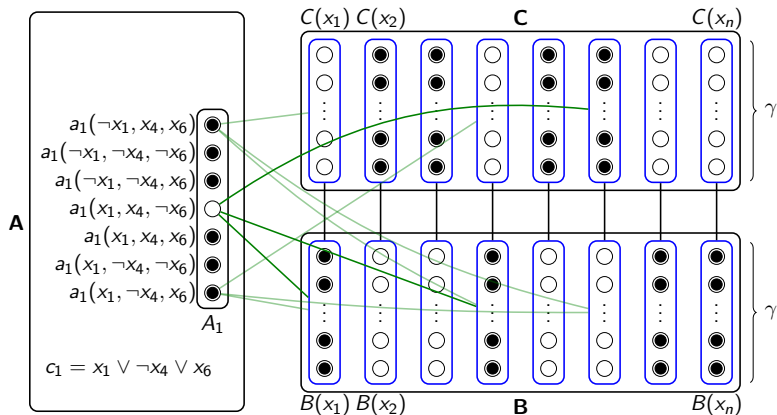 C(x₁) C(x₂) C C(xₙ)
γ
a₁(¬x₁, x₄, x₆)
a₁(¬x₁, ¬x₄, ¬x₆)
a₁(¬x₁, ¬x₄, x₆)
a₁(x₁, x₄, ¬x₆)
A
a₁(x₁, x₄, x₆)
a₁(x₁, ¬x₄, ¬x₆)
a₁(x₁, ¬x₄, x₆)
A₁
γ
c₁ = x₁ ∨ ¬x₄ ∨ x₆
B(x₁) B(x₂) B B(xₙ)